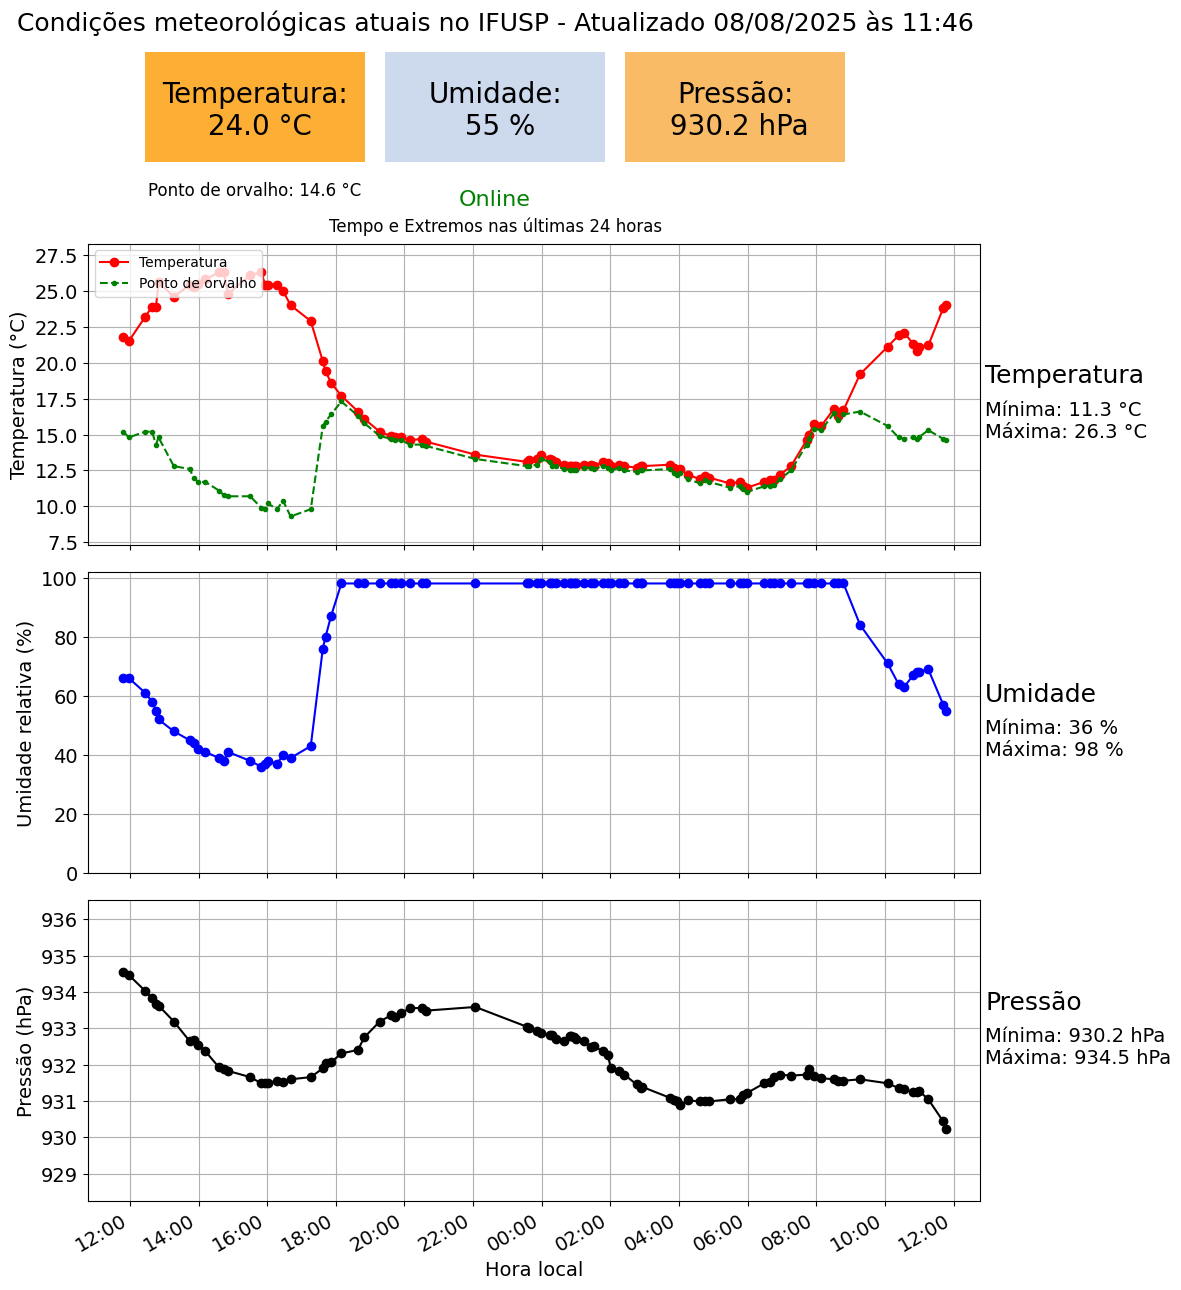 Condições meteorológicas atuais no IFUSP - Atualizado 08/08/2025 às 11:46
Temperatura:
24.0 °C
Umidade:
55 %
Pressão:
930.2 hPa
Ponto de orvalho: 14.6 °C
Online
Tempo e Extremos nas últimas 24 horas
Temperatura
Ponto de orvalho
Temperatura (°C)
27.5
25.0
22.5
20.0
17.5
15.0
12.5
10.0
7.5
Temperatura
Mínima: 11.3 °C
Máxima: 26.3 °C
Umidade relativa (%)
100
80
60
40
20
0
Umidade
Mínima: 36 %
Máxima: 98 %
Pressão (hPa)
936
935
934
933
932
931
930
929
Pressão
Mínima: 930.2 hPa
Máxima: 934.5 hPa
12:00
14:00
16:00
18:00
20:00
22:00
00:00
02:00
04:00
06:00
08:00
10:00
12:00
Hora local